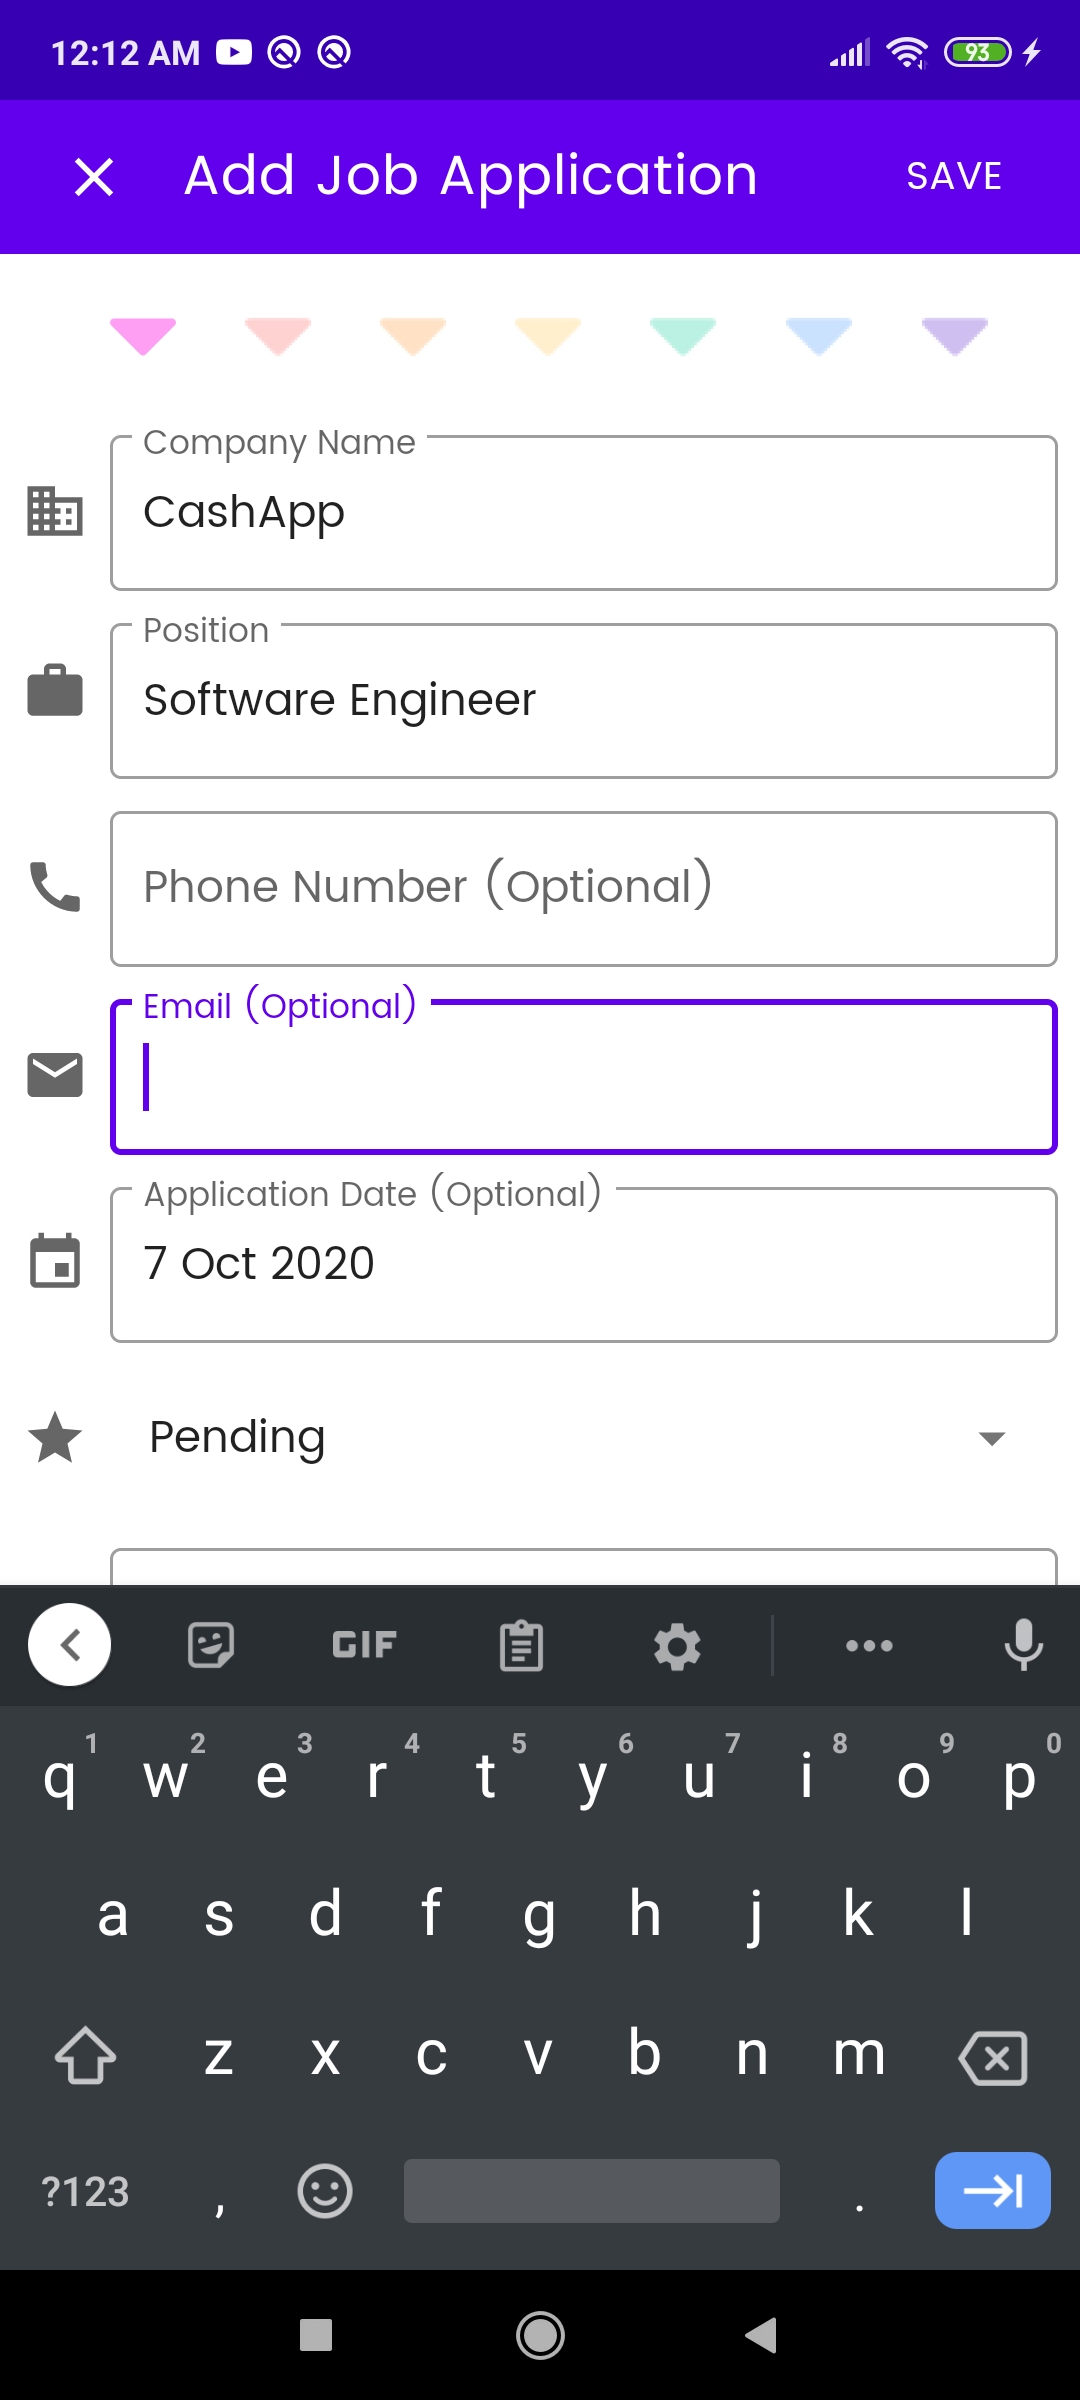 12:12 AM 93
Add Job Application SAVE
Company Name
CashApp
Position
Software Engineer
Phone Number (Optional)
Email (Optional)
Application Date (Optional)
7 Oct 2020
Pending
GIF
1 2 3 4 5 6 7 8 9 0
q w e r t y u i o p
a s d f g h j k l
z x c v b n m
?123 , .